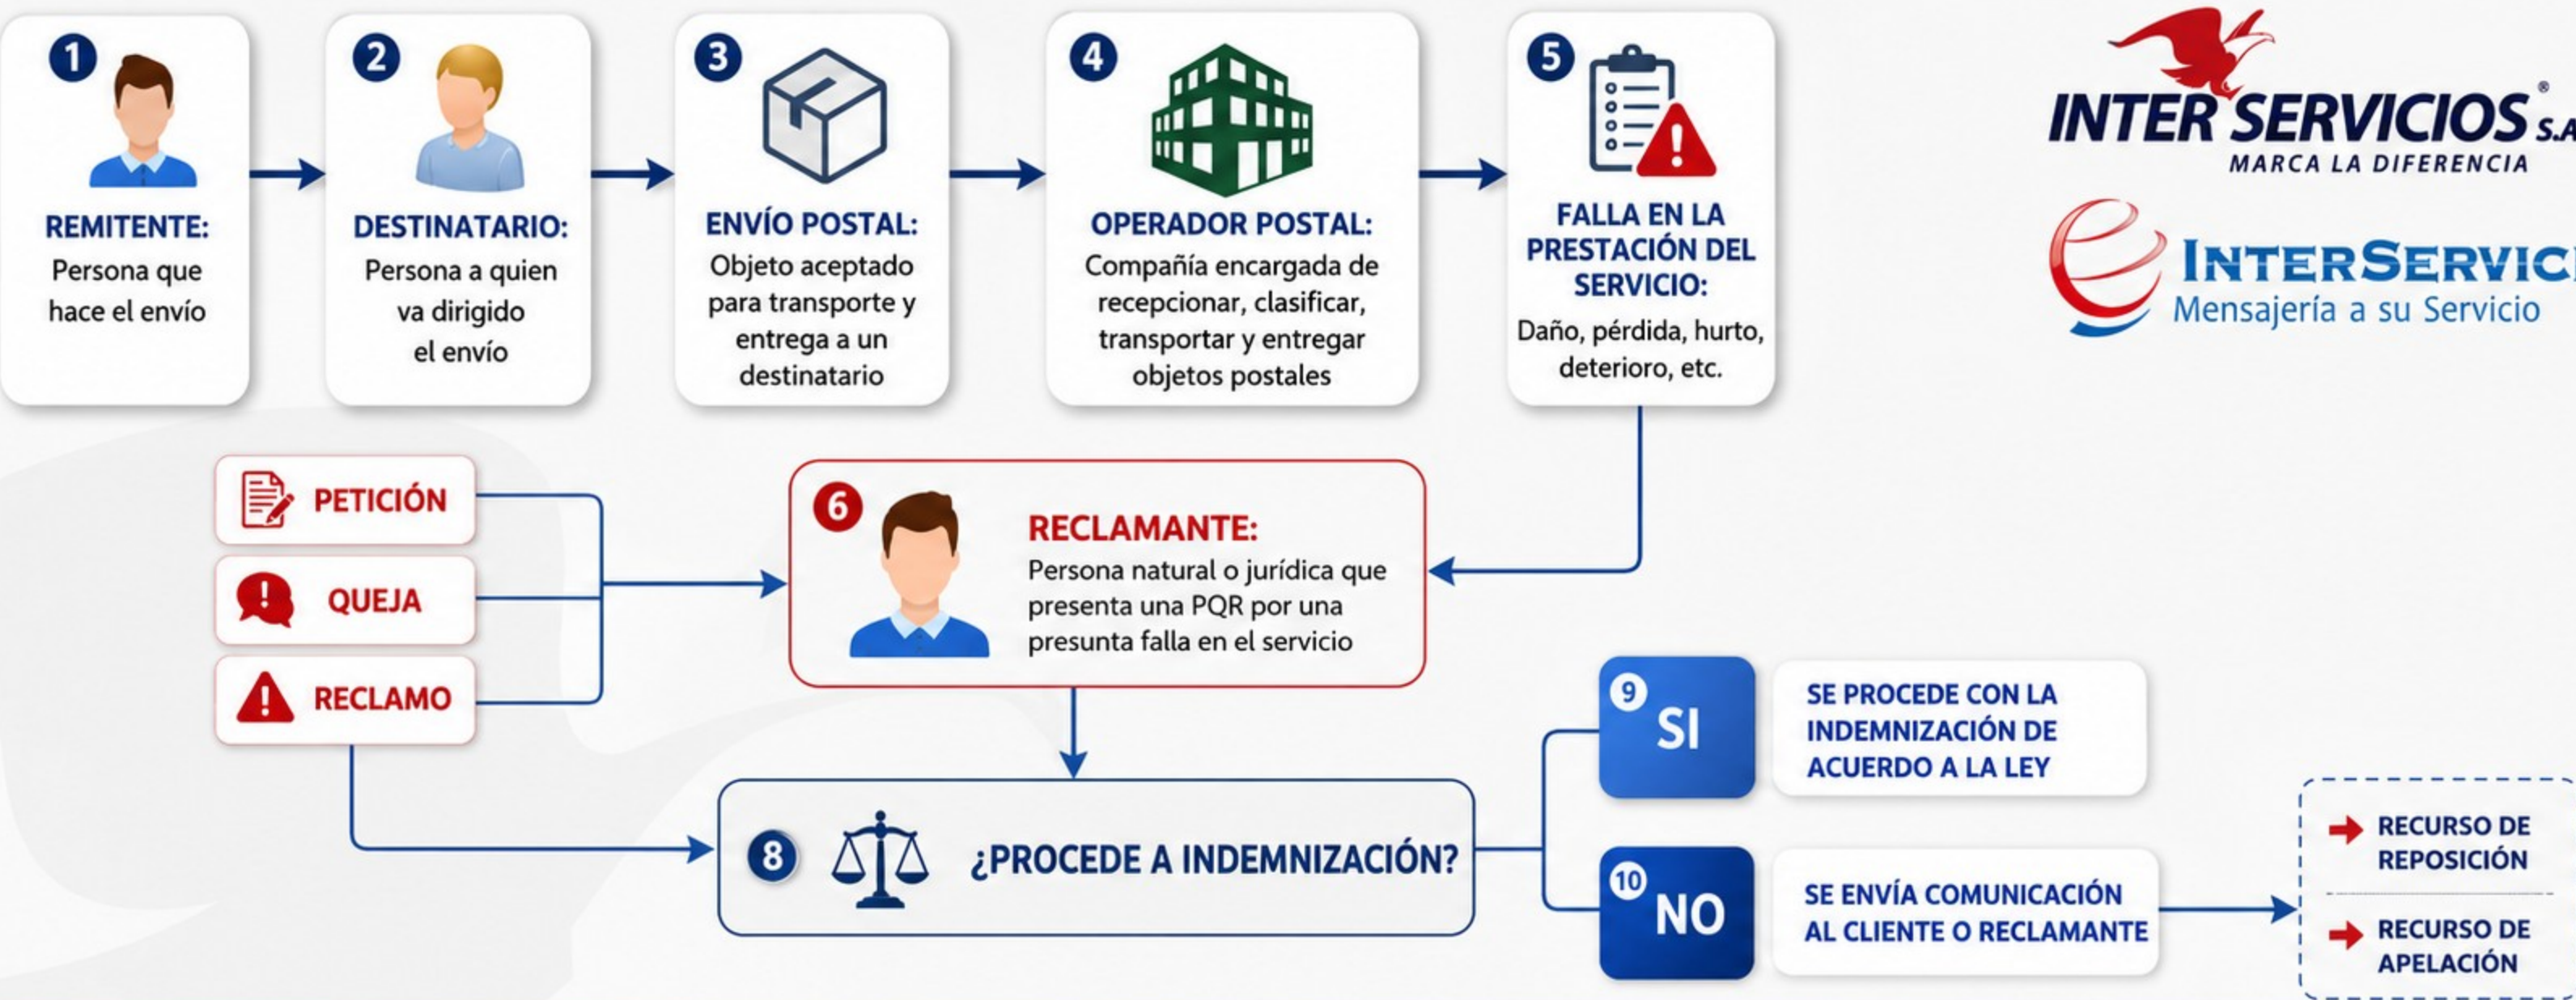 1
REMITENTE:
Persona que
hace el envío
2
DESTINATARIO:
Persona a quien
va dirigido
el envío
3
ENVÍO POSTAL:
Objeto aceptado
para transporte y
entrega a un
destinatario
4
OPERADOR POSTAL:
Compañía encargada de
recepcionar, clasificar,
transportar y entregar
objetos postales
5
FALLA EN LA
PRESTACIÓN DEL
SERVICIO:
Daño, pérdida, hurto,
deterioro, etc.
INTER SERVICIOS® S.A
MARCA LA DIFERENCIA
INTERSERVICI
Mensajería a su Servicio
PETICIÓN
QUEJA
RECLAMO
6
RECLAMANTE:
Persona natural o jurídica que
presenta una PQR por una
presunta falla en el servicio
8
¿PROCEDE A INDEMNIZACIÓN?
9
SI
SE PROCEDE CON LA
INDEMNIZACIÓN DE
ACUERDO A LA LEY
10
NO
SE ENVÍA COMUNICACIÓN
AL CLIENTE O RECLAMANTE
RECURSO DE
REPOSICIÓN
RECURSO DE
APELACIÓN